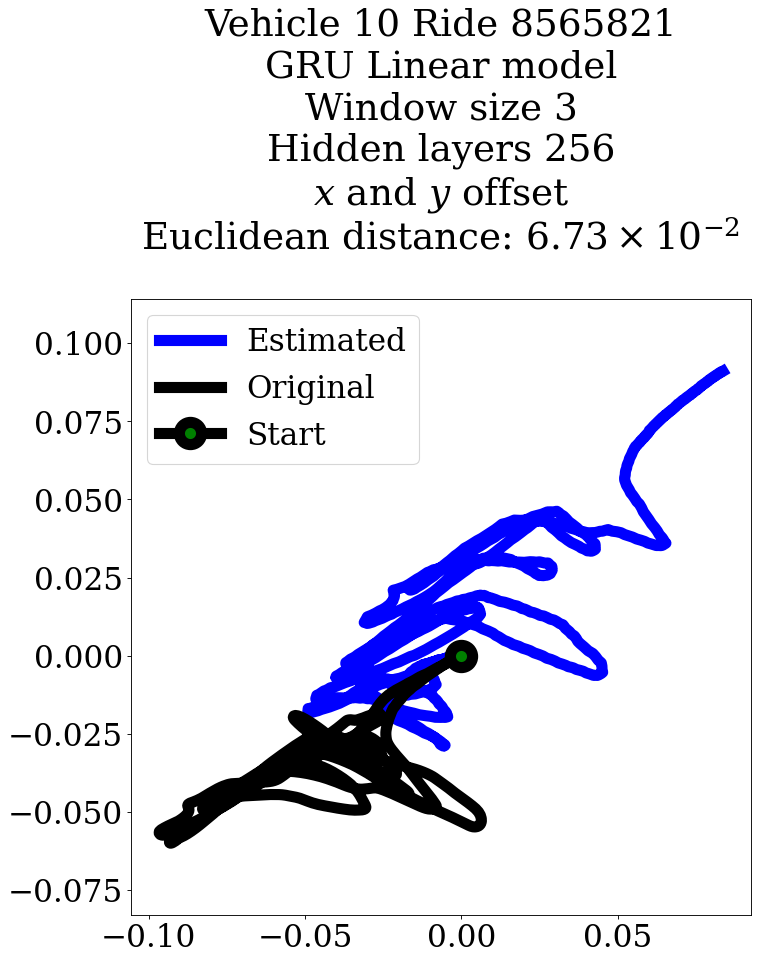 Vehicle 10 Ride 8565821
GRU Linear model
Window size 3
Hidden layers 256
x and y offset
Euclidean distance: 6.73 × 10⁻²
Estimated
Original
Start
0.100
0.075
0.050
0.025
0.000
−0.025
−0.050
−0.075
−0.10 −0.05 0.00 0.05